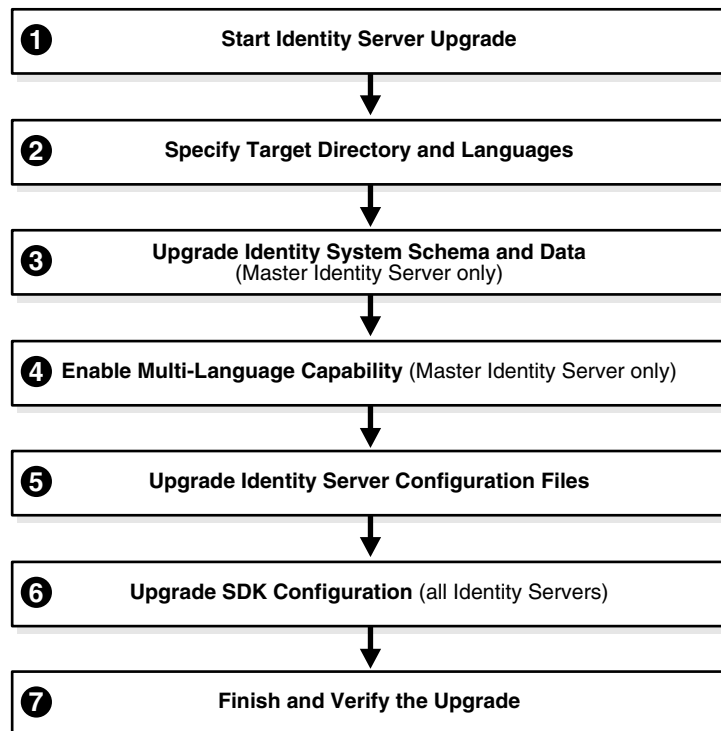 1 Start Identity Server Upgrade
2 Specify Target Directory and Languages
3 Upgrade Identity System Schema and Data
(Master Identity Server only)
4 Enable Multi-Language Capability (Master Identity Server only)
5 Upgrade Identity Server Configuration Files
6 Upgrade SDK Configuration (all Identity Servers)
7 Finish and Verify the Upgrade